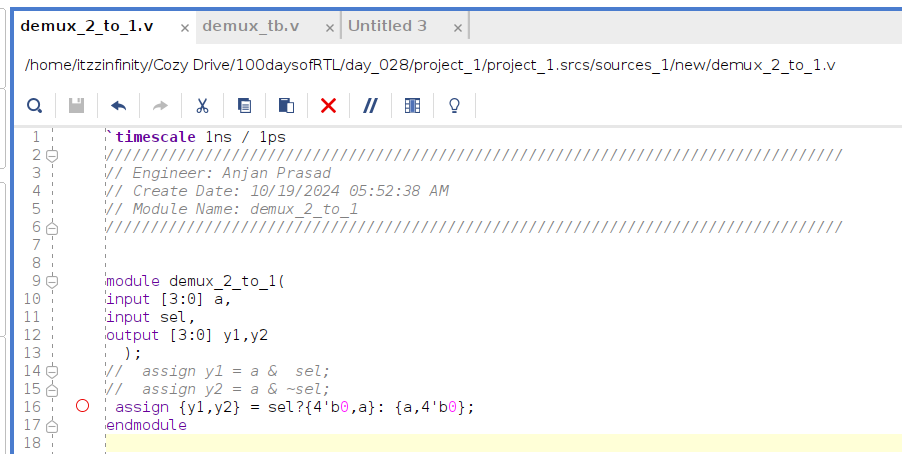 demux_2_to_1.v × demux_tb.v × Untitled 3 ×
/home/itzzinfinity/Cozy Drive/100daysofRTL/day_028/project_1/project_1.srcs/sources_1/new/demux_2_to_1.v
1 `timescale 1ns / 1ps
2 //////////////////////////////////////////////////////////////////////////////////
3 // Engineer: Anjan Prasad
4 // Create Date: 10/19/2024 05:52:38 AM
5 // Module Name: demux_2_to_1
6 //////////////////////////////////////////////////////////////////////////////////
7
8
9 module demux_2_to_1(
10 input [3:0] a,
11 input sel,
12 output [3:0] y1,y2
13 );
14 //  assign y1 = a &  sel;
15 //  assign y2 = a & ~sel;
16 assign {y1,y2} = sel?{4'b0,a}: {a,4'b0};
17 endmodule
18